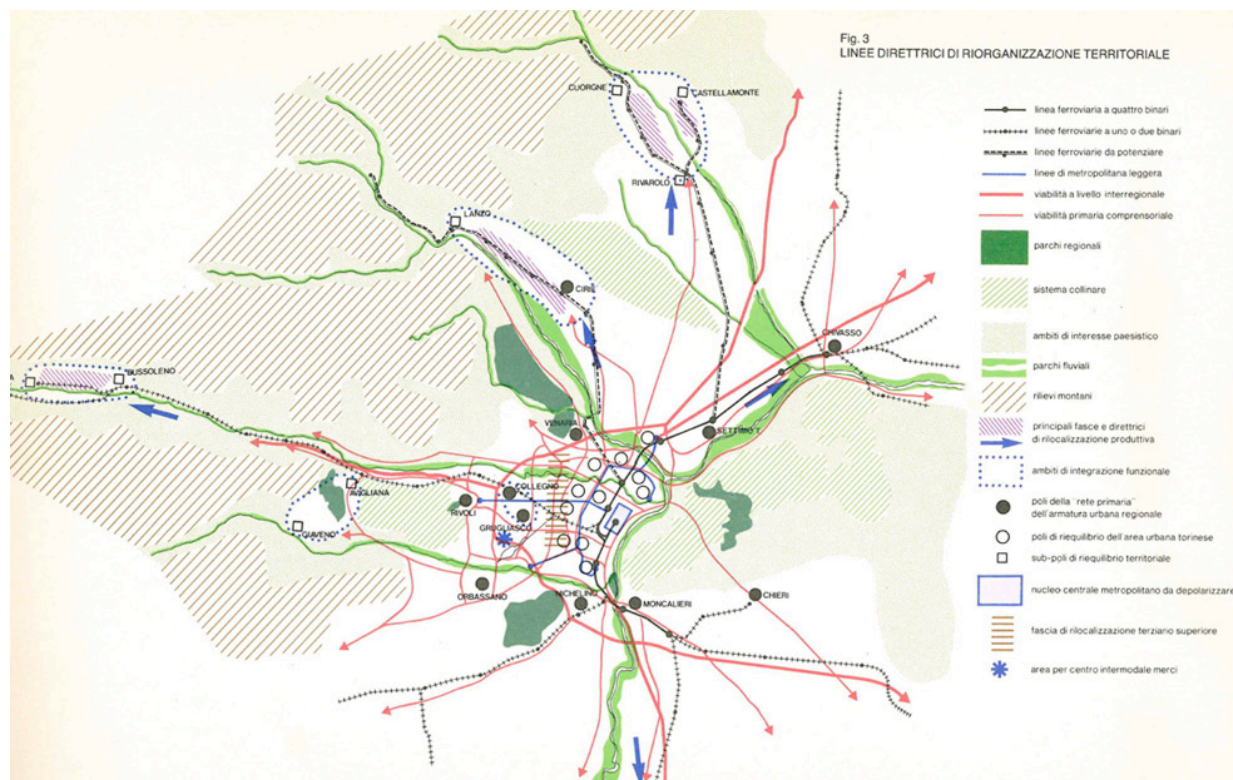 Fig. 3
LINEE DIRETTRICI DI RIORGANIZZAZIONE TERRITORIALE
linea ferroviaria a quattro binari
linee ferroviarie a uno o due binari
linee ferroviarie da potenziare
linee di metropolitana leggera
viabilità a livello interregionale
viabilità primaria comprensoriale
parchi regionali
sistema collinare
ambiti di interesse paesistico
parchi fluviali
rilievi montani
principali fasce e direttrici
di rilocalizzazione produttiva
ambiti di integrazione funzionale
poli della "rete primaria"
dell'armatura urbana regionale
poli di riequilibrio dell'area urbana torinese
sub-poli di riequilibrio territoriale
nucleo centrale metropolitano da depolarizzare
fascia di rilocalizzazione terziario superiore
area per centro intermodale merci
CUORGNE
CASTELLAMONTE
RIVAROLO
LANZO
CIRIE
CHIVASSO
BUSSOLENO
VENARIA
SETTIMO T.
AVIGLIANA
COLLEGNO
RIVOLI
GRUGLIASCO
GIAVENO
ORBASSANO
NICHELINO
MONCALIERI
CHIERI